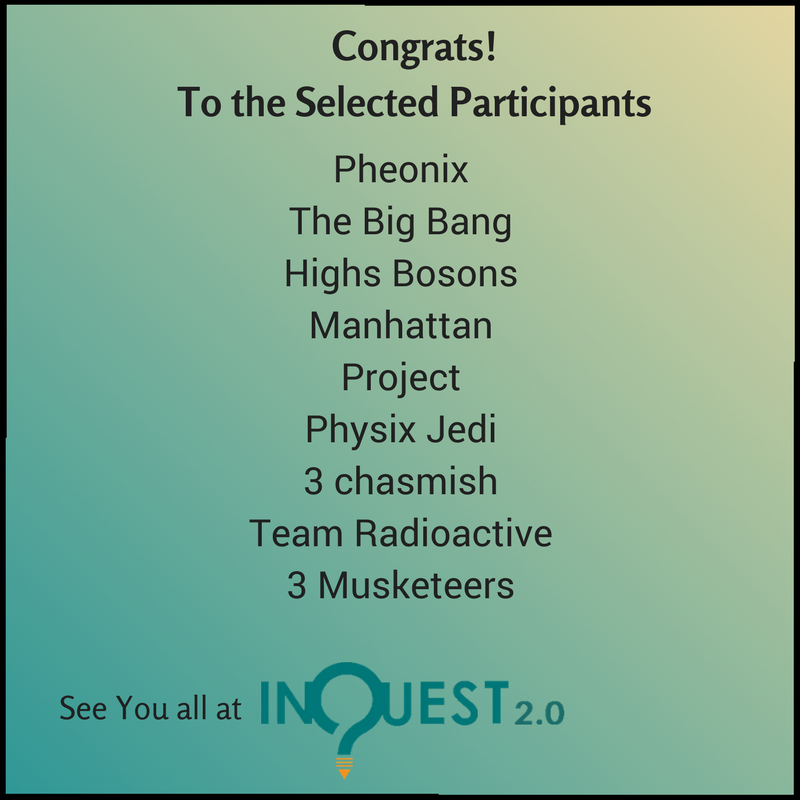 Congrats!
To the Selected Participants
Pheonix
The Big Bang
Highs Bosons
Manhattan
Project
Physix Jedi
3 chasmish
Team Radioactive
3 Musketeers
See You all at INQUEST 2.0